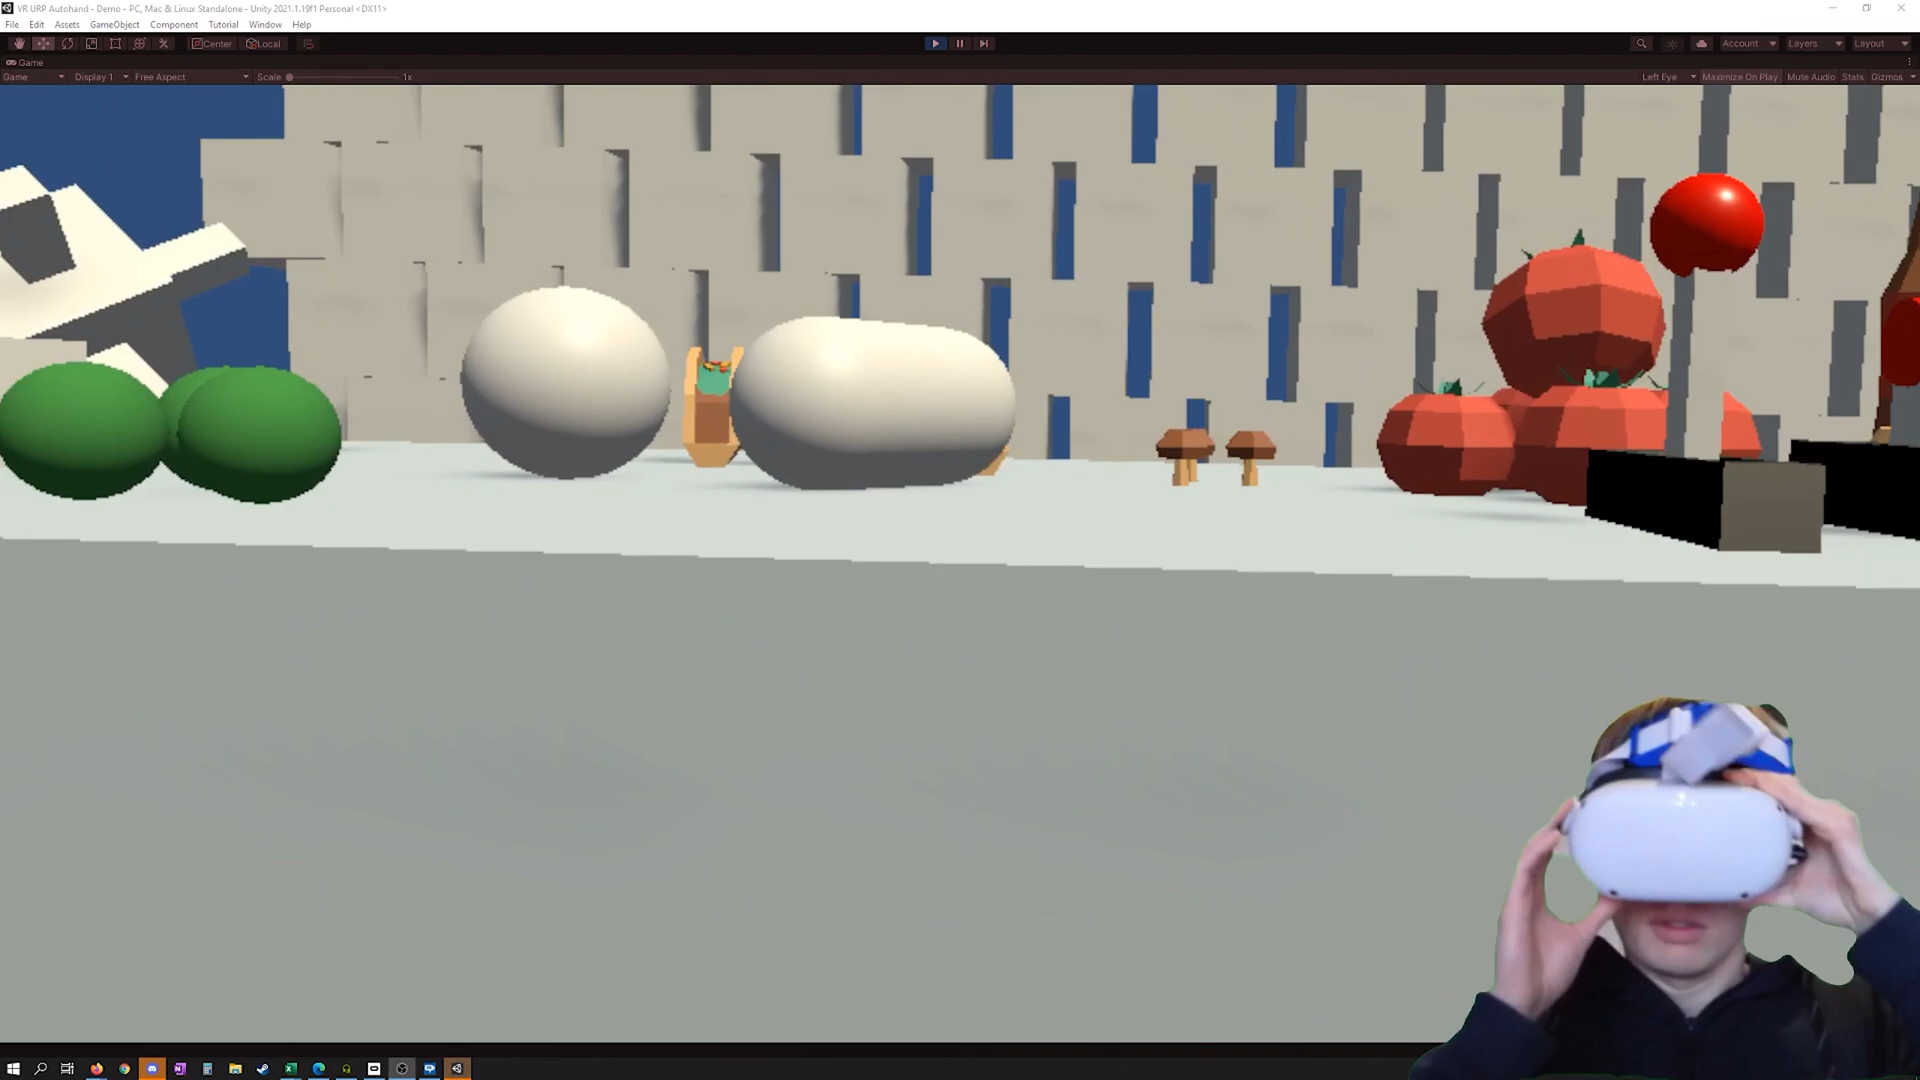 VR URP Autohand - Demo - PC, Mac & Linux Standalone - Unity 2021.1.19f1 Personal <DX11>
File Edit Assets GameObject Component Tutorial Window Help
Center Local Account Layers Layout
Game
Game Display 1 Free Aspect Scale 1x Left Eye Maximize On Play Mute Audio Stats Gizmos